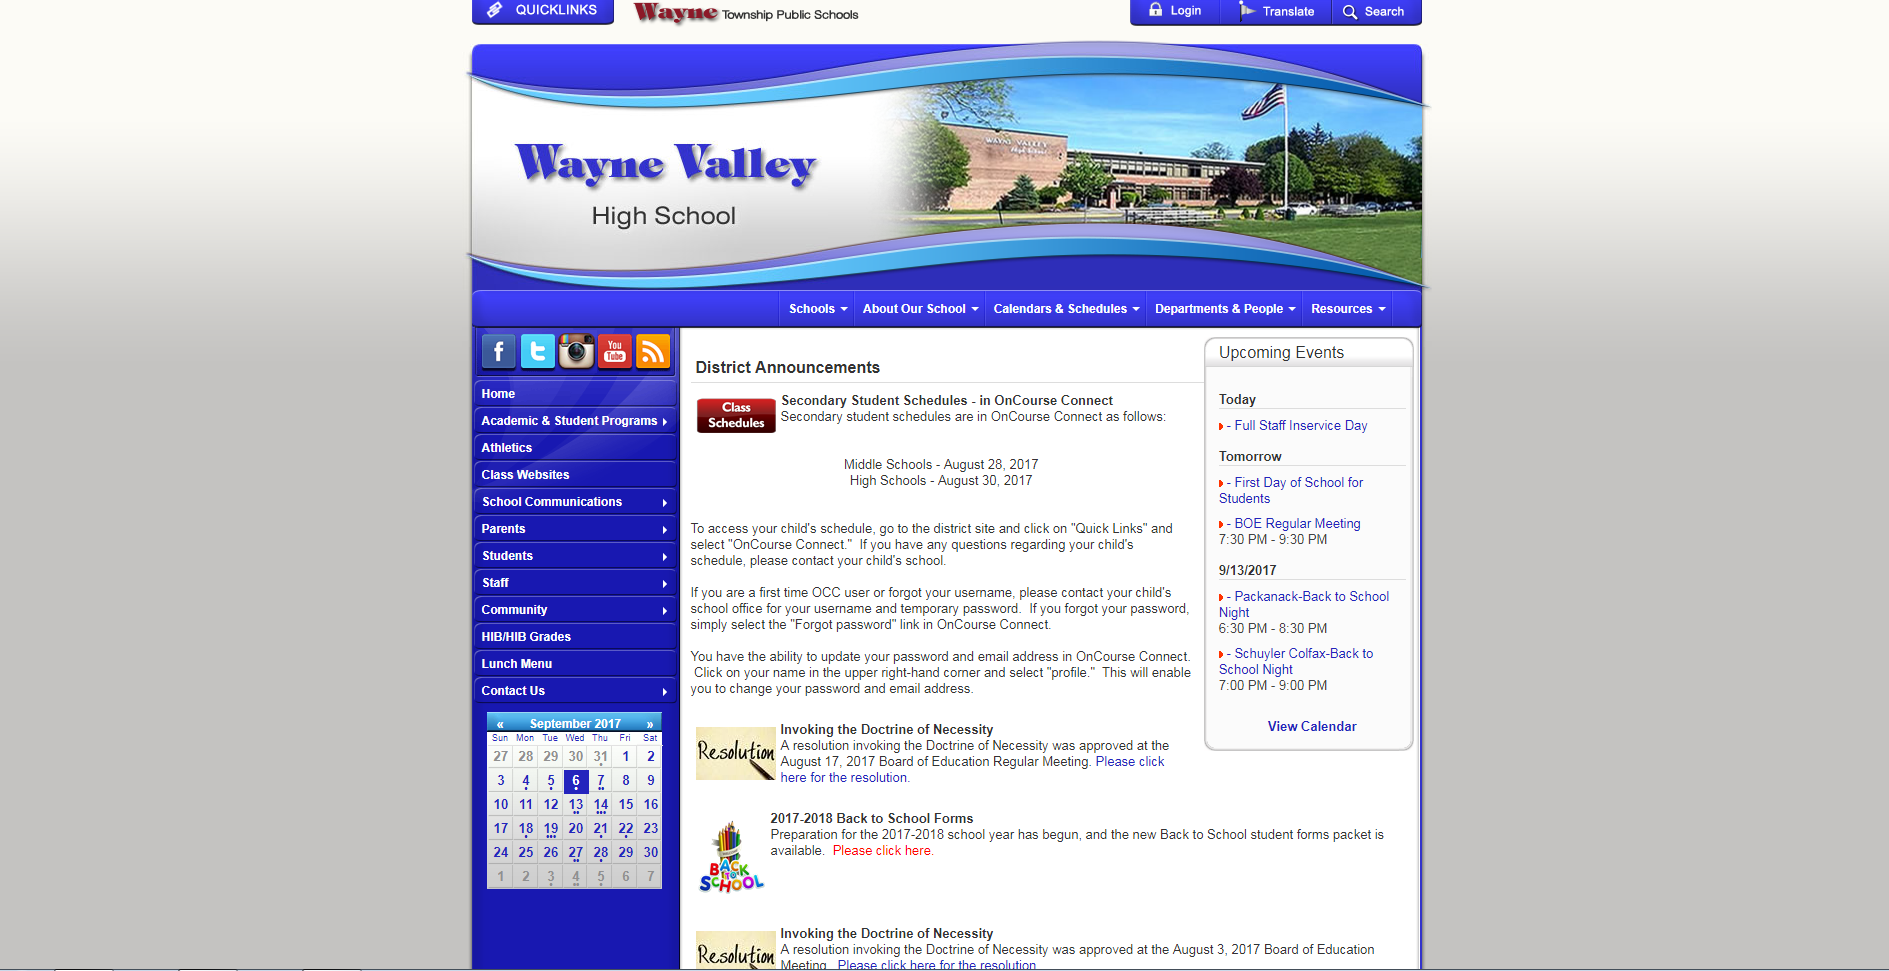 QUICKLINKS
Wayne Township Public Schools
Login
Translate
Search
Wayne Valley
High School
WAYNE VALLEY
High School
Schools
About Our School
Calendars & Schedules
Departments & People
Resources
f
t
You
Tube
Home
Academic & Student Programs
Athletics
Class Websites
School Communications
Parents
Students
Staff
Community
HIB/HIB Grades
Lunch Menu
Contact Us
« September 2017 »
Sun Mon Tue Wed Thu Fri Sat
27 28 29 30 31 1 2
3 4 5 6 7 8 9
10 11 12 13 14 15 16
17 18 19 20 21 22 23
24 25 26 27 28 29 30
1 2 3 4 5 6 7
District Announcements
Class
Schedules
Secondary Student Schedules - in OnCourse Connect
Secondary student schedules are in OnCourse Connect as follows:
Middle Schools - August 28, 2017
High Schools - August 30, 2017
To access your child's schedule, go to the district site and click on "Quick Links" and
select "OnCourse Connect."  If you have any questions regarding your child's
schedule, please contact your child's school.
If you are a first time OCC user or forgot your username, please contact your child's
school office for your username and temporary password.  If you forgot your password,
simply select the "Forgot password" link in OnCourse Connect.
You have the ability to update your password and email address in OnCourse Connect.
Click on your name in the upper right-hand corner and select "profile."  This will enable
you to change your password and email address.
Resolution
Invoking the Doctrine of Necessity
A resolution invoking the Doctrine of Necessity was approved at the
August 17, 2017 Board of Education Regular Meeting. Please click
here for the resolution.
BACK
TO
SCHOOL
2017-2018 Back to School Forms
Preparation for the 2017-2018 school year has begun, and the new Back to School student forms packet is
available.  Please click here.
Resolution
Invoking the Doctrine of Necessity
A resolution invoking the Doctrine of Necessity was approved at the August 3, 2017 Board of Education
Meeting.  Please click here for the resolution
Upcoming Events
Today
- Full Staff Inservice Day
Tomorrow
- First Day of School for
Students
- BOE Regular Meeting
7:30 PM - 9:30 PM
9/13/2017
- Packanack-Back to School
Night
6:30 PM - 8:30 PM
- Schuyler Colfax-Back to
School Night
7:00 PM - 9:00 PM
View Calendar